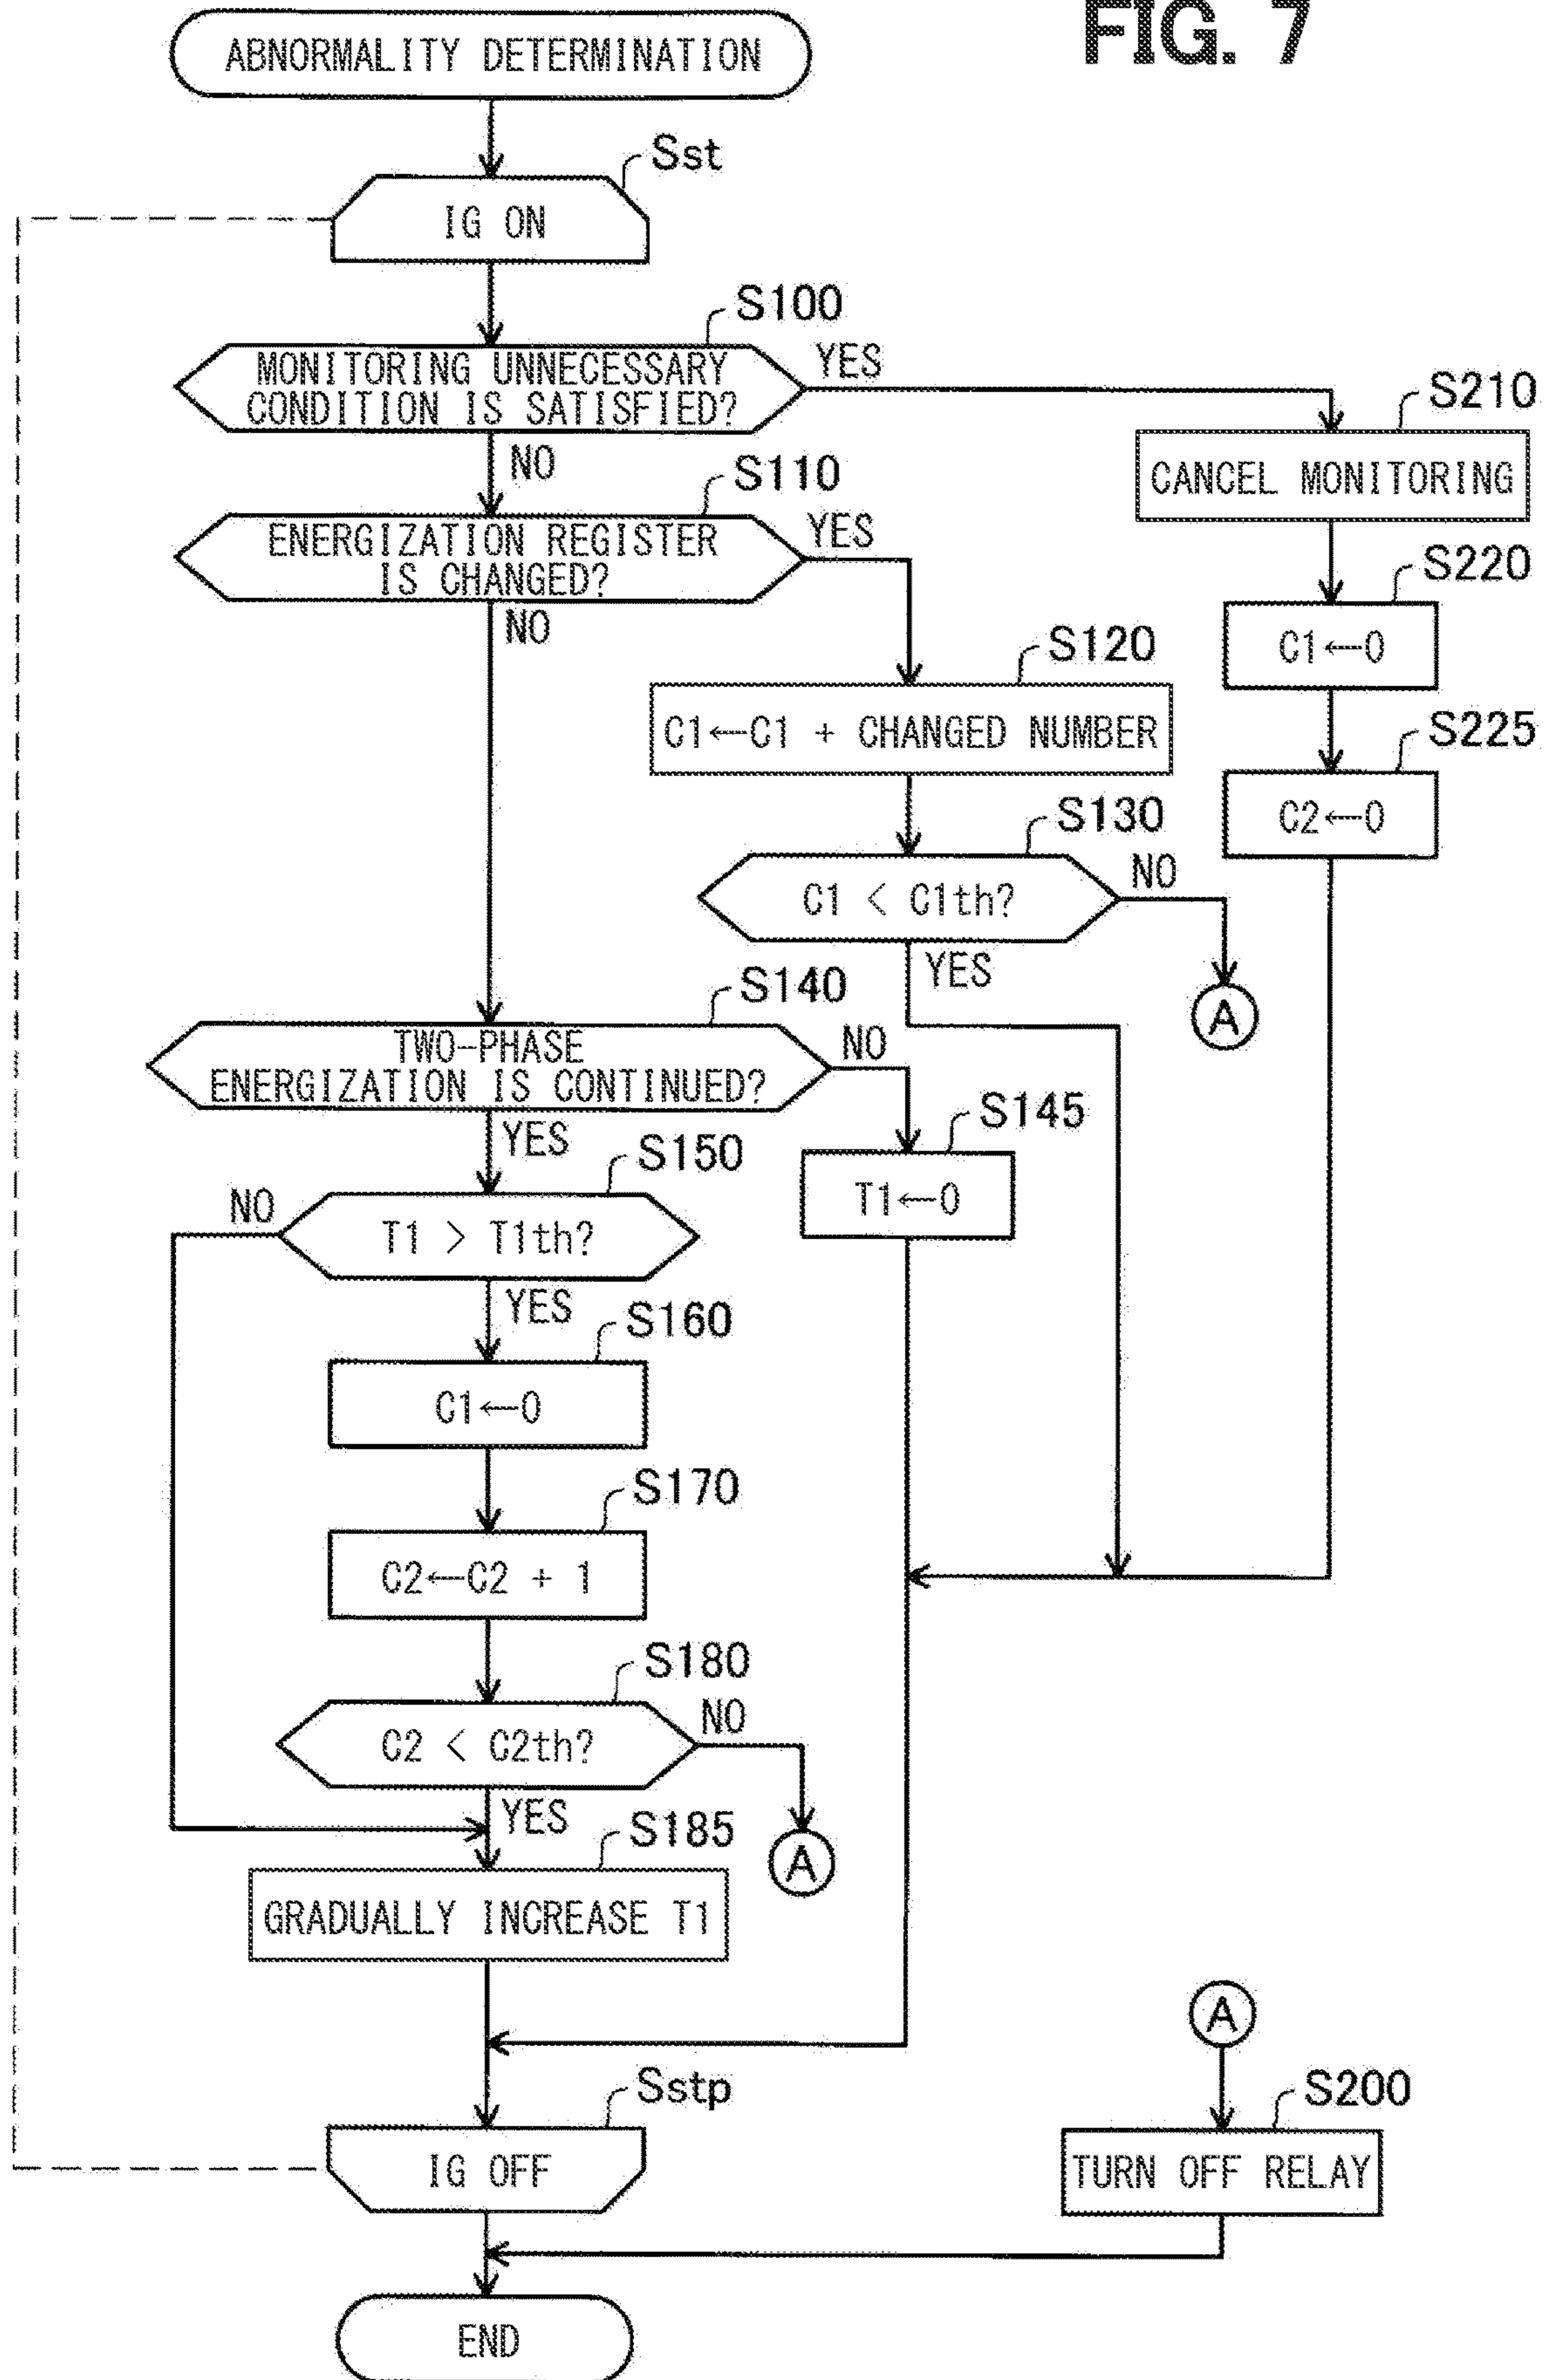 FIG. 7
ABNORMALITY DETERMINATION
Sst
IG ON
S100
MONITORING UNNECESSARY
CONDITION IS SATISFIED?
YES
NO
S210
CANCEL MONITORING
S110
ENERGIZATION REGISTER
IS CHANGED?
YES
NO
S220
C1←0
S120
C1←C1 + CHANGED NUMBER
S225
C2←0
S130
C1 < C1th?
NO
YES
A
S140
TWO-PHASE
ENERGIZATION IS CONTINUED?
NO
YES
S145
T1←0
S150
T1 > T1th?
NO
YES
S160
C1←0
S170
C2←C2 + 1
S180
C2 < C2th?
NO
YES
A
S185
GRADUALLY INCREASE T1
A
Sstp
IG OFF
S200
TURN OFF RELAY
END